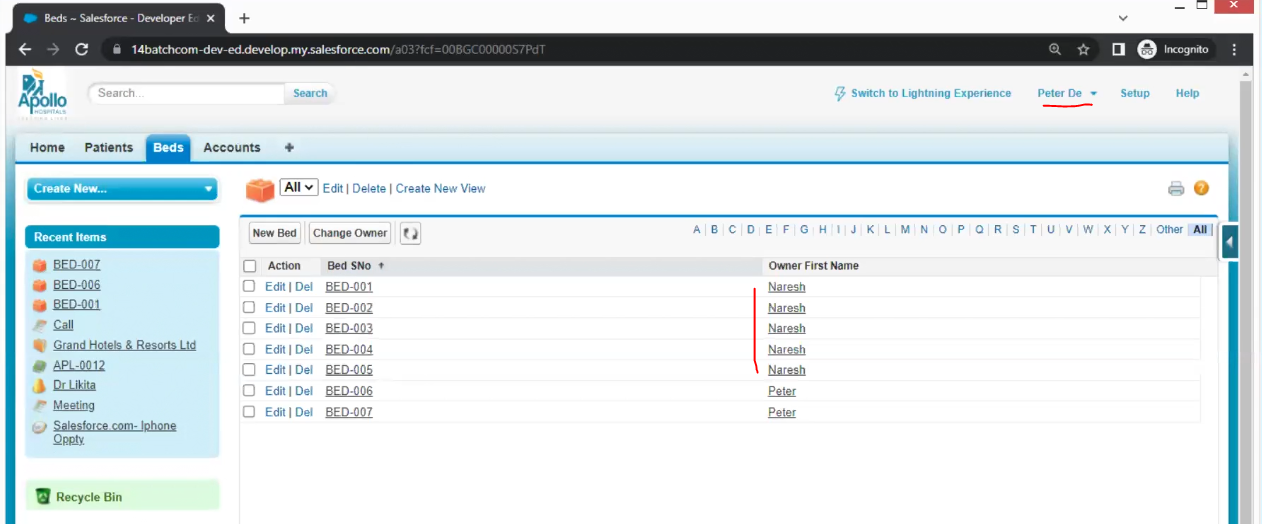 Beds ~ Salesforce - Developer Ed
14batchcom-dev-ed.develop.my.salesforce.com/a03?fcf=00BGC00000S7PdT
Incognito
Apollo
HOSPITALS
Search...
Search
Switch to Lightning Experience
Peter De
Setup
Help
Home Patients Beds Accounts
Create New...
All Edit | Delete | Create New View
Recent Items
BED-007
BED-006
BED-001
Call
Grand Hotels & Resorts Ltd
APL-0012
Dr Likita
Meeting
Salesforce.com- Iphone
Oppty
Recycle Bin
New Bed Change Owner
A | B | C | D | E | F | G | H | I | J | K | L | M | N | O | P | Q | R | S | T | U | V | W | X | Y | Z | Other | All
Action Bed SNo Owner First Name
Edit | Del BED-001 Naresh
Edit | Del BED-002 Naresh
Edit | Del BED-003 Naresh
Edit | Del BED-004 Naresh
Edit | Del BED-005 Naresh
Edit | Del BED-006 Peter
Edit | Del BED-007 Peter